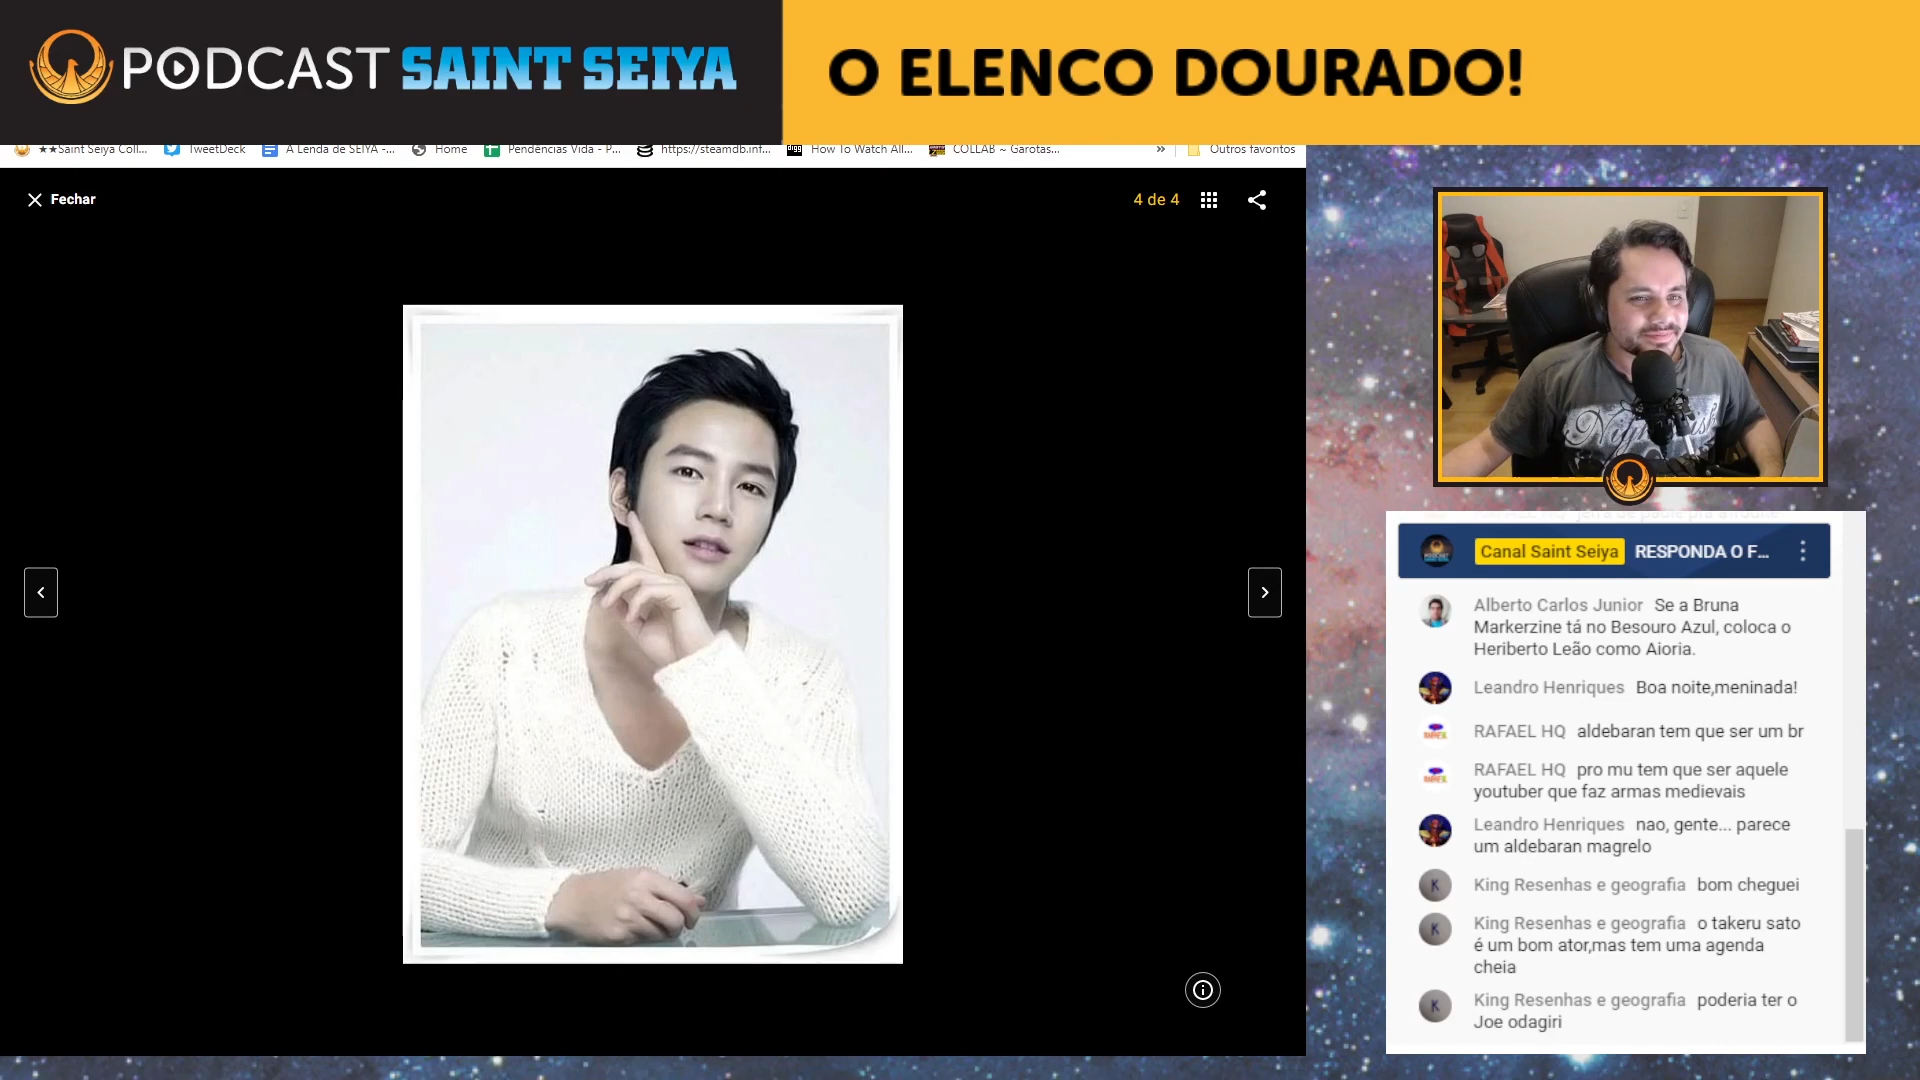 PODCAST SAINT SEIYA
O ELENCO DOURADO!
★★Saint Seiya Coll...
TweetDeck
A Lenda de SEIYA -...
Home
Pendências Vida - P...
https://steamdb.inf...
How To Watch All...
COLLAB ~ Garotas...
»
Outros favoritos
Fechar
4 de 4
Canal Saint Seiya RESPONDA O F...
Alberto Carlos Junior Se a Bruna
Markerzine tá no Besouro Azul, coloca o
Heriberto Leão como Aioria.
Leandro Henriques Boa noite,meninada!
RAFAEL HQ aldebaran tem que ser um br
RAFAEL HQ pro mu tem que ser aquele
youtuber que faz armas medievais
Leandro Henriques nao, gente... parece
um aldebaran magrelo
K
King Resenhas e geografia bom cheguei
K
King Resenhas e geografia o takeru sato
é um bom ator,mas tem uma agenda
cheia
K
King Resenhas e geografia poderia ter o
Joe odagiri